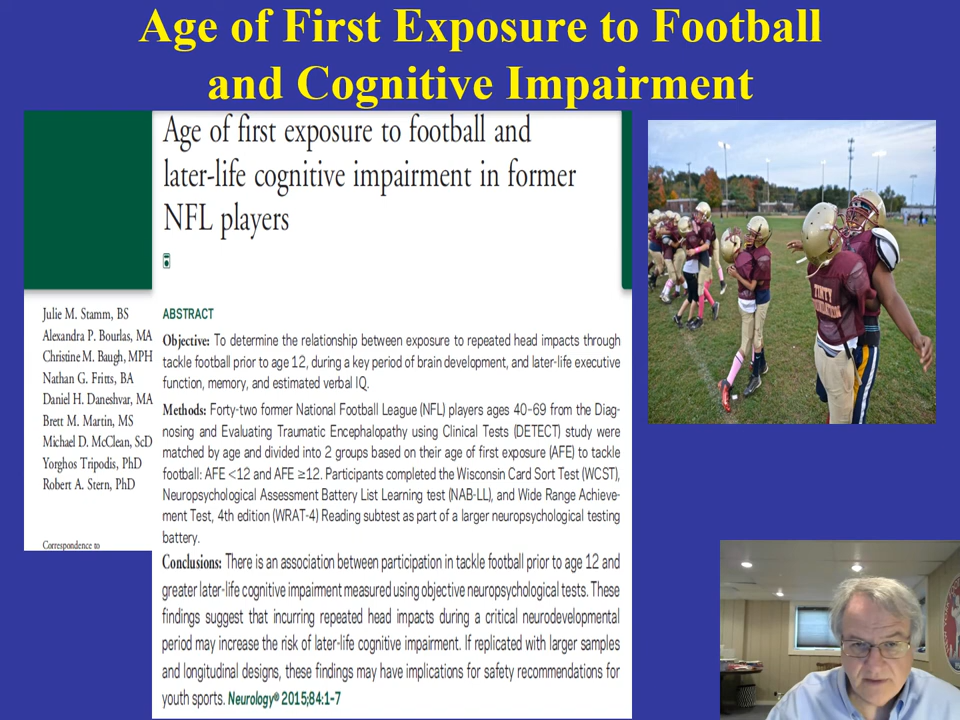 Age of First Exposure to Football
and Cognitive Impairment
Age of first exposure to football and
later-life cognitive impairment in former
NFL players
Julie M. Stamm, BS
Alexandra P. Bourlas, MA
Christine M. Baugh, MPH
Nathan G. Fritts, BA
Daniel H. Daneshvar, MA
Brett M. Martin, MS
Michael D. McClean, ScD
Yorghos Tripodis, PhD
Robert A. Stern, PhD
Correspondence to
ABSTRACT
Objective: To determine the relationship between exposure to repeated head impacts through
tackle football prior to age 12, during a key period of brain development, and later-life executive
function, memory, and estimated verbal IQ.
Methods: Forty-two former National Football League (NFL) players ages 40–69 from the Diag-
nosing and Evaluating Traumatic Encephalopathy using Clinical Tests (DETECT) study were
matched by age and divided into 2 groups based on their age of first exposure (AFE) to tackle
football: AFE <12 and AFE ≥12. Participants completed the Wisconsin Card Sort Test (WCST),
Neuropsychological Assessment Battery List Learning test (NAB-LL), and Wide Range Achieve-
ment Test, 4th edition (WRAT-4) Reading subtest as part of a larger neuropsychological testing
battery.
Conclusions: There is an association between participation in tackle football prior to age 12 and
greater later-life cognitive impairment measured using objective neuropsychological tests. These
findings suggest that incurring repeated head impacts during a critical neurodevelopmental
period may increase the risk of later-life cognitive impairment. If replicated with larger samples
and longitudinal designs, these findings may have implications for safety recommendations for
youth sports. Neurology® 2015;84:1–7